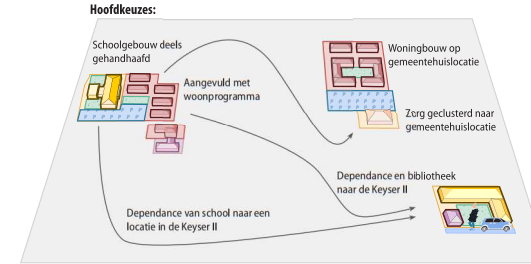 Hoofdkeuzes:
Schoolgebouw deels
gehandhaafd
Aangevuld met
woonprogramma
Woningbouw op
gemeentehuislocatie
Zorg geclusterd naar
gemeentehuislocatie
Dependance en bibliotheek
naar de Keyser II
Dependance van school naar een
locatie in de Keyser II